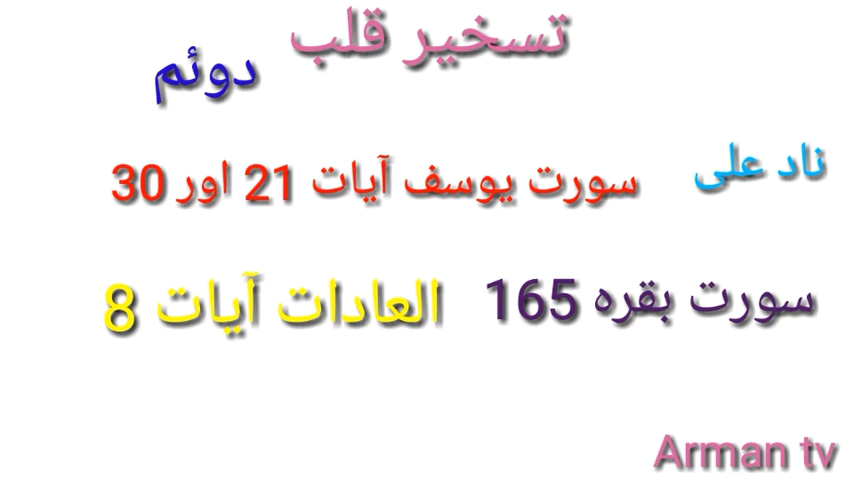 تسخیر قلب
دوئم
ناد علی
سورت یوسف آیات 21 اور 30
سورت بقرہ 165
العادات آیات 8
Arman tv